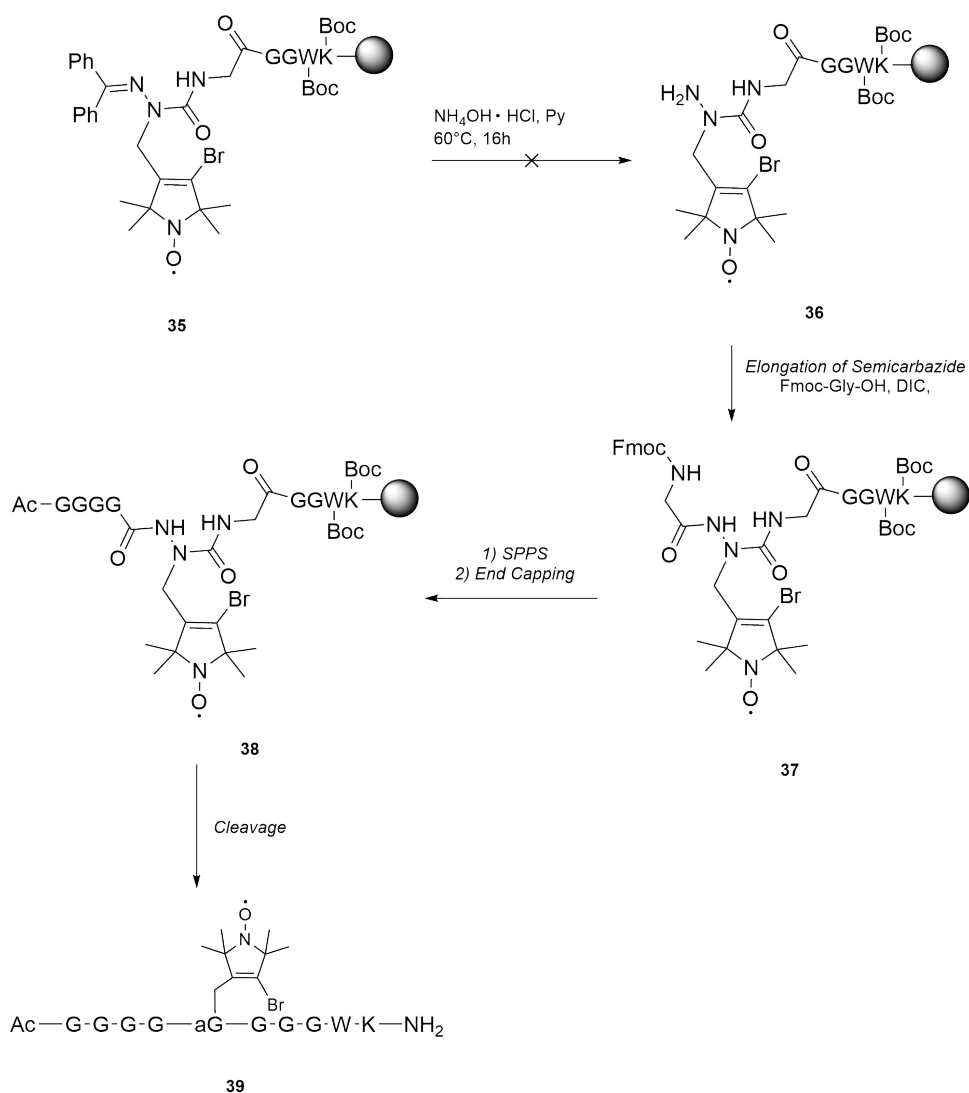 Boc
O
GGWK
Boc
Ph
Ph
N
N
HN
O
Br
N
O
35
NH4OH • HCl, Py
60°C, 16h
Boc
O
GGWK
Boc
H2N
N
HN
O
Br
N
O
36
Elongation of Semicarbazide
Fmoc-Gly-OH, DIC,
Fmoc
NH
O
NH
N
HN
O
O
GGWK
Boc
Boc
Br
N
O
37
1) SPPS
2) End Capping
Ac-GGGG
O
NH
N
HN
O
O
GGWK
Boc
Boc
Br
N
O
38
Cleavage
O
N
Br
Ac—G-G-G-G—aG—G-G-G-W-K—NH2
39